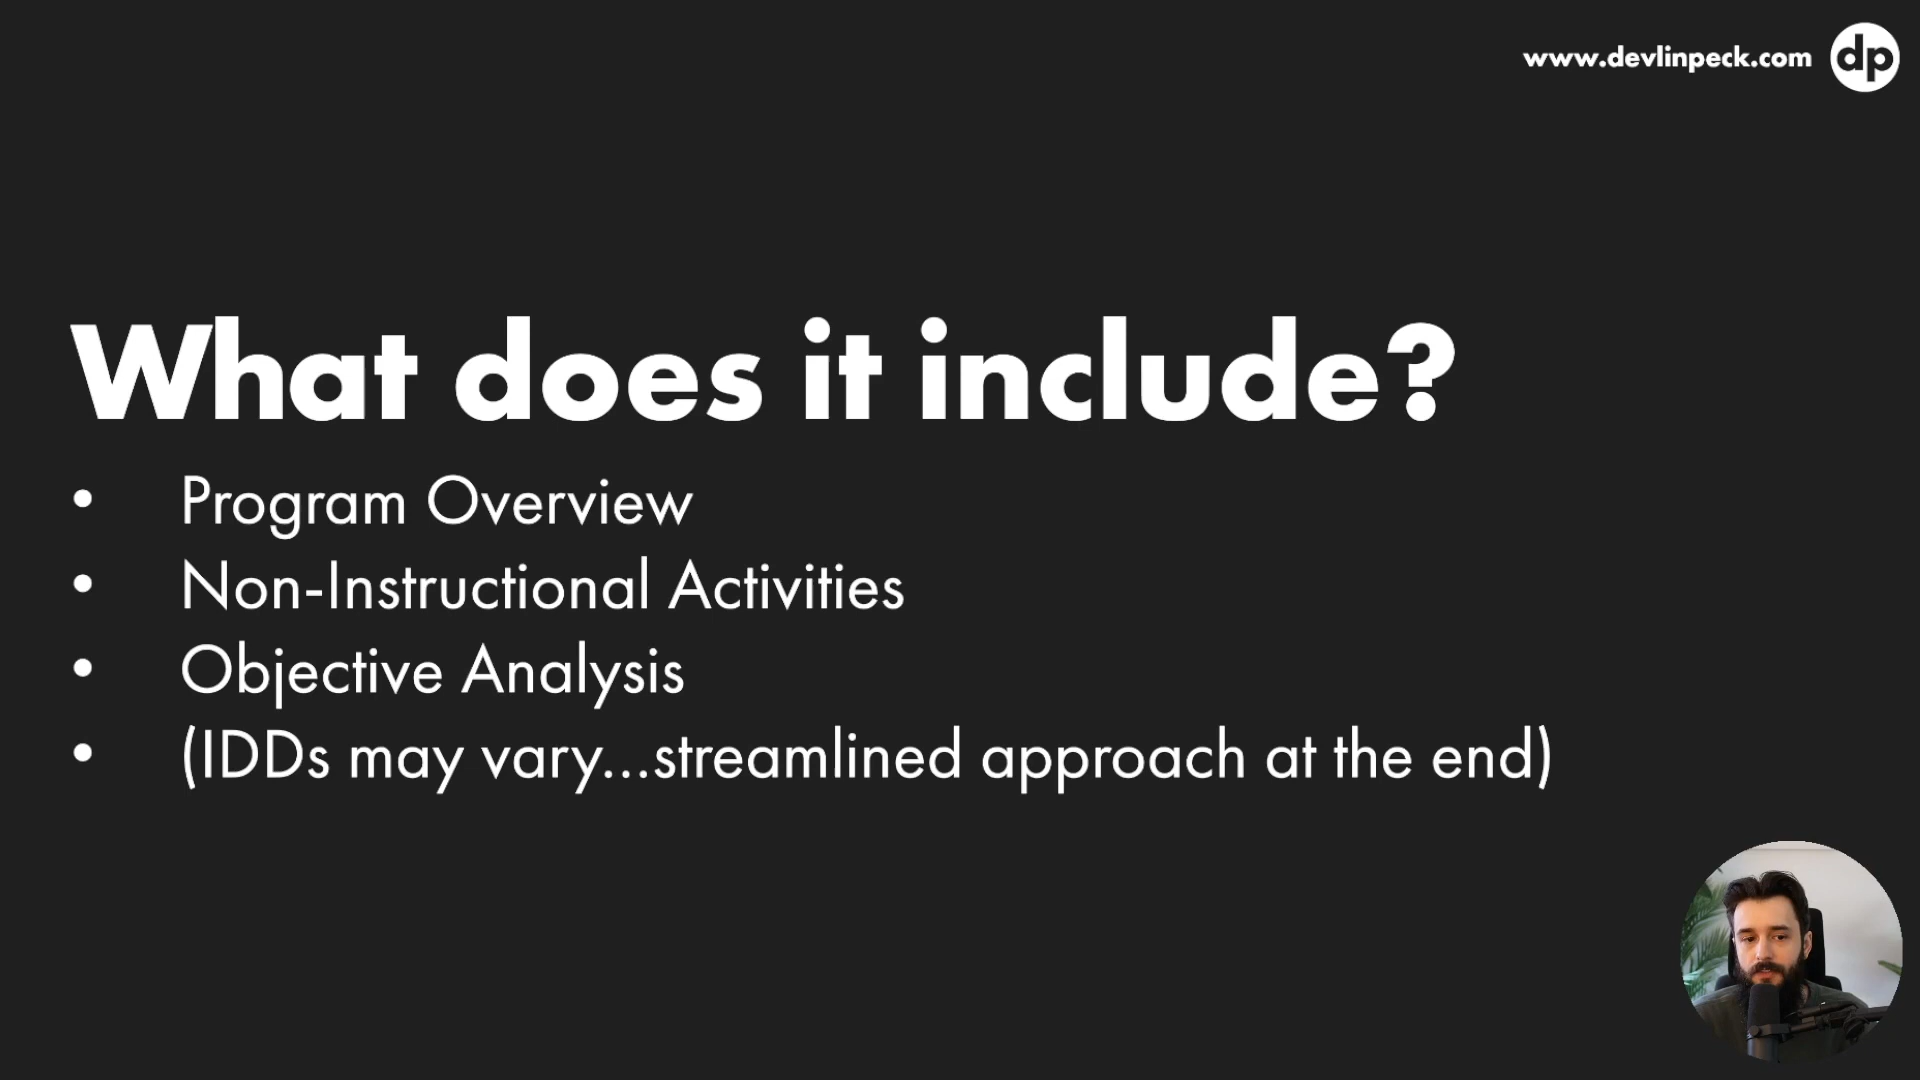 www.devlinpeck.com dp
What does it include?
• Program Overview
• Non-Instructional Activities
• Objective Analysis
• (IDDs may vary...streamlined approach at the end)